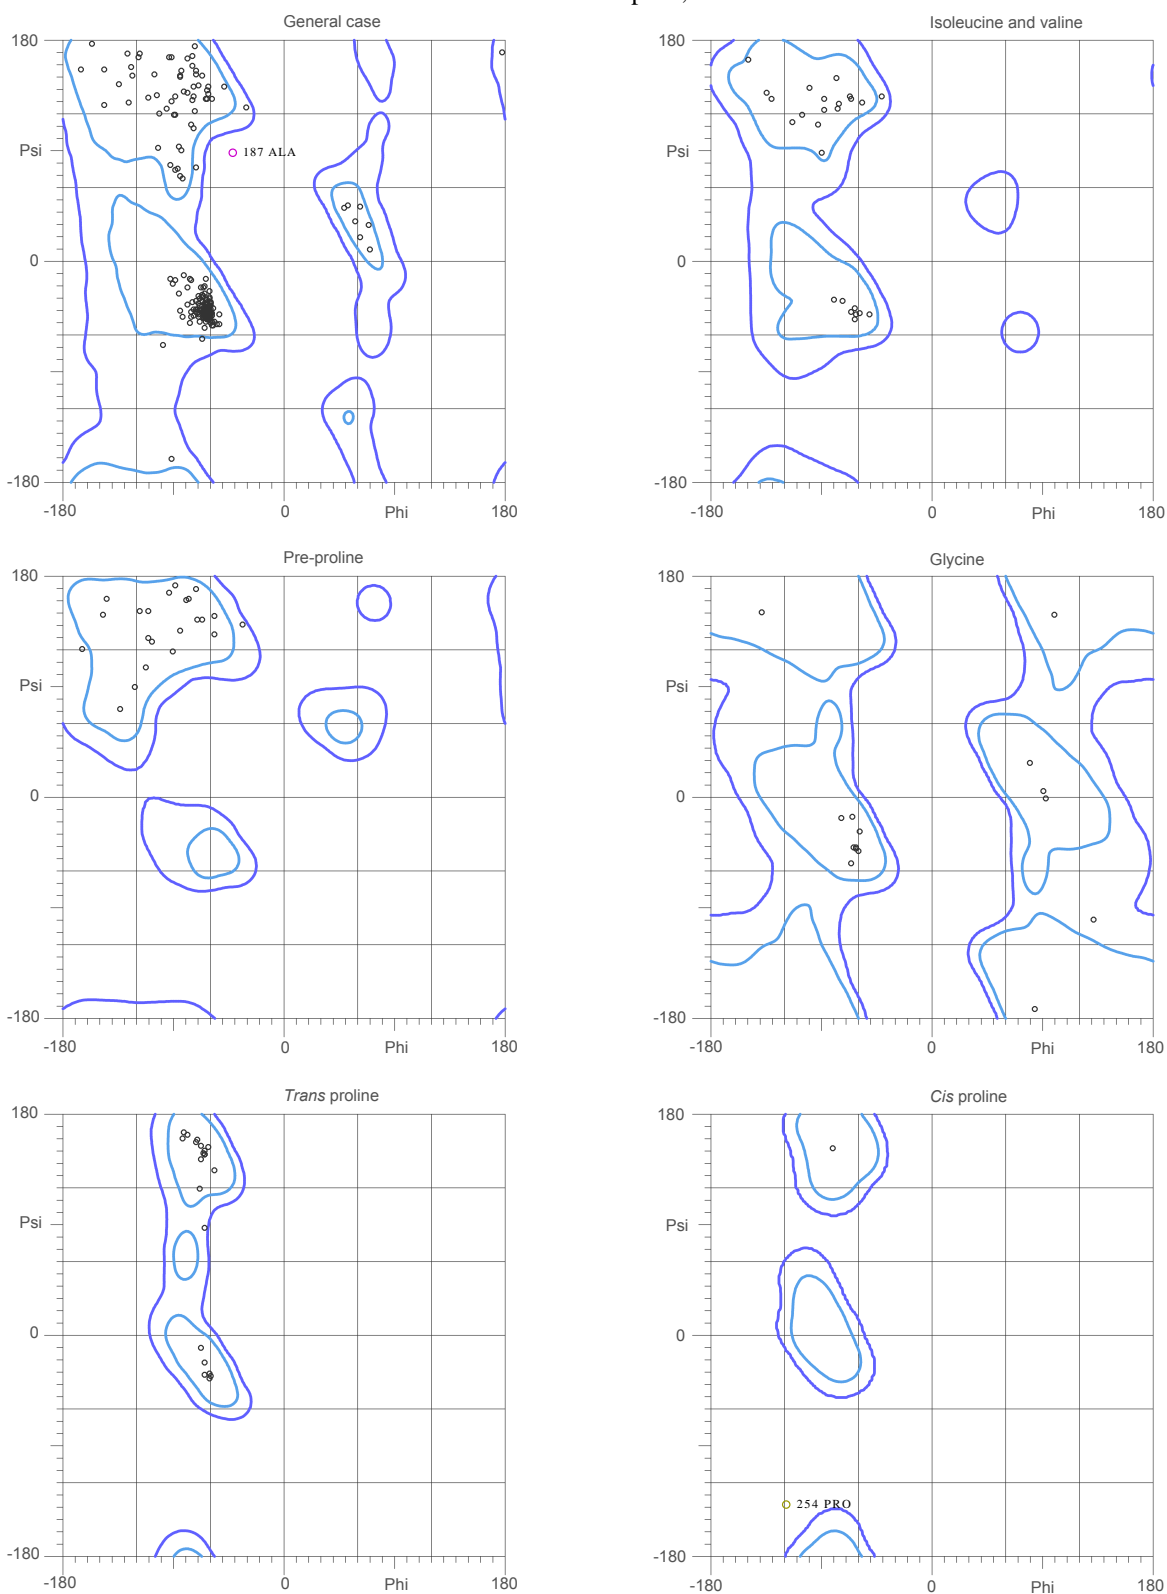 General case
180
Psi
0
-180
-180
0
Phi
180
187 ALA
Isoleucine and valine
180
Psi
0
-180
-180
0
Phi
180
Pre-proline
180
Psi
0
-180
-180
0
Phi
180
Glycine
180
Psi
0
-180
-180
0
Phi
180
Trans proline
180
Psi
0
-180
-180
0
Phi
180
Cis proline
180
Psi
0
-180
-180
0
Phi
180
254 PRO